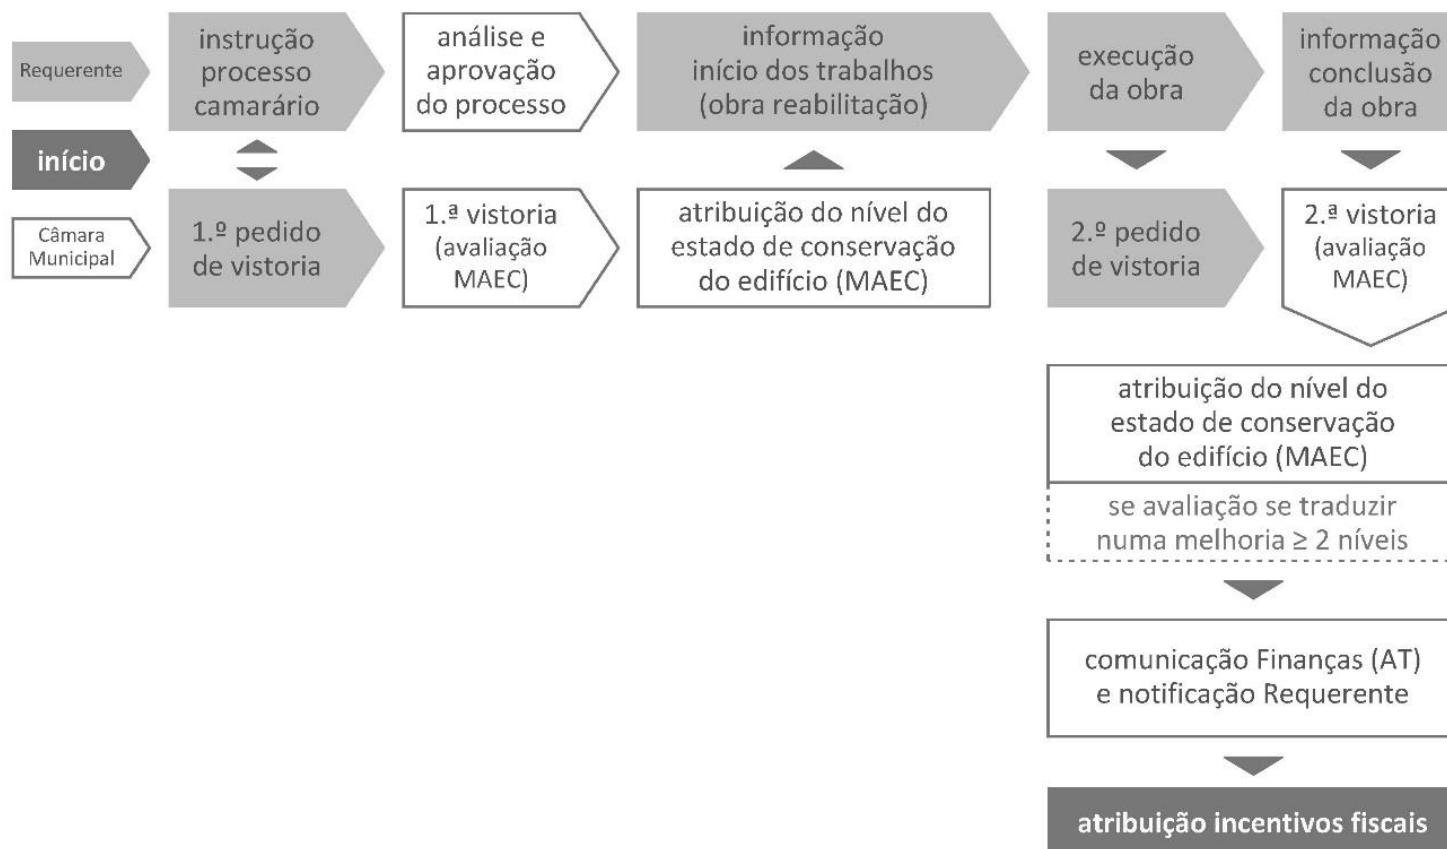 Requerente
início
Câmara
Municipal
instrução
processo
camarário
análise e
aprovação
do processo
informação
início dos trabalhos
(obra reabilitação)
execução
da obra
informação
conclusão
da obra
1.º pedido
de vistoria
1.ª vistoria
(avaliação
MAEC)
atribuição do nível do
estado de conservação
do edifício (MAEC)
2.º pedido
de vistoria
2.ª vistoria
(avaliação
MAEC)
atribuição do nível do
estado de conservação
do edifício (MAEC)
se avaliação se traduzir
numa melhoria ≥ 2 níveis
comunicação Finanças (AT)
e notificação Requerente
atribuição incentivos fiscais